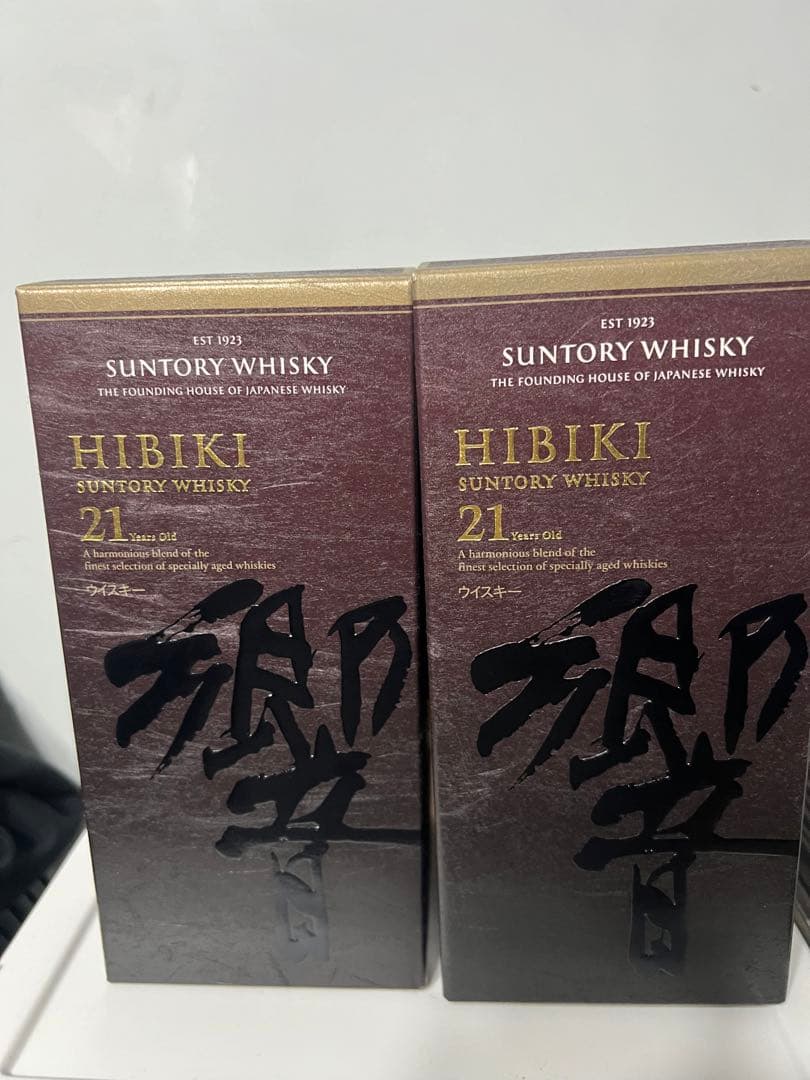 EST 1923
SUNTORY WHISKY
THE FOUNDING HOUSE OF JAPANESE WHISKY
HIBIKI
SUNTORY WHISKY
21 Years Old
A harmonious blend of the
finest selection of specially aged whiskies
ウイスキー
響
EST 1923
SUNTORY WHISKY
THE FOUNDING HOUSE OF JAPANESE WHISKY
HIBIKI
SUNTORY WHISKY
21 Years Old
A harmonious blend of the
finest selection of specially aged whiskies
ウイスキー
響